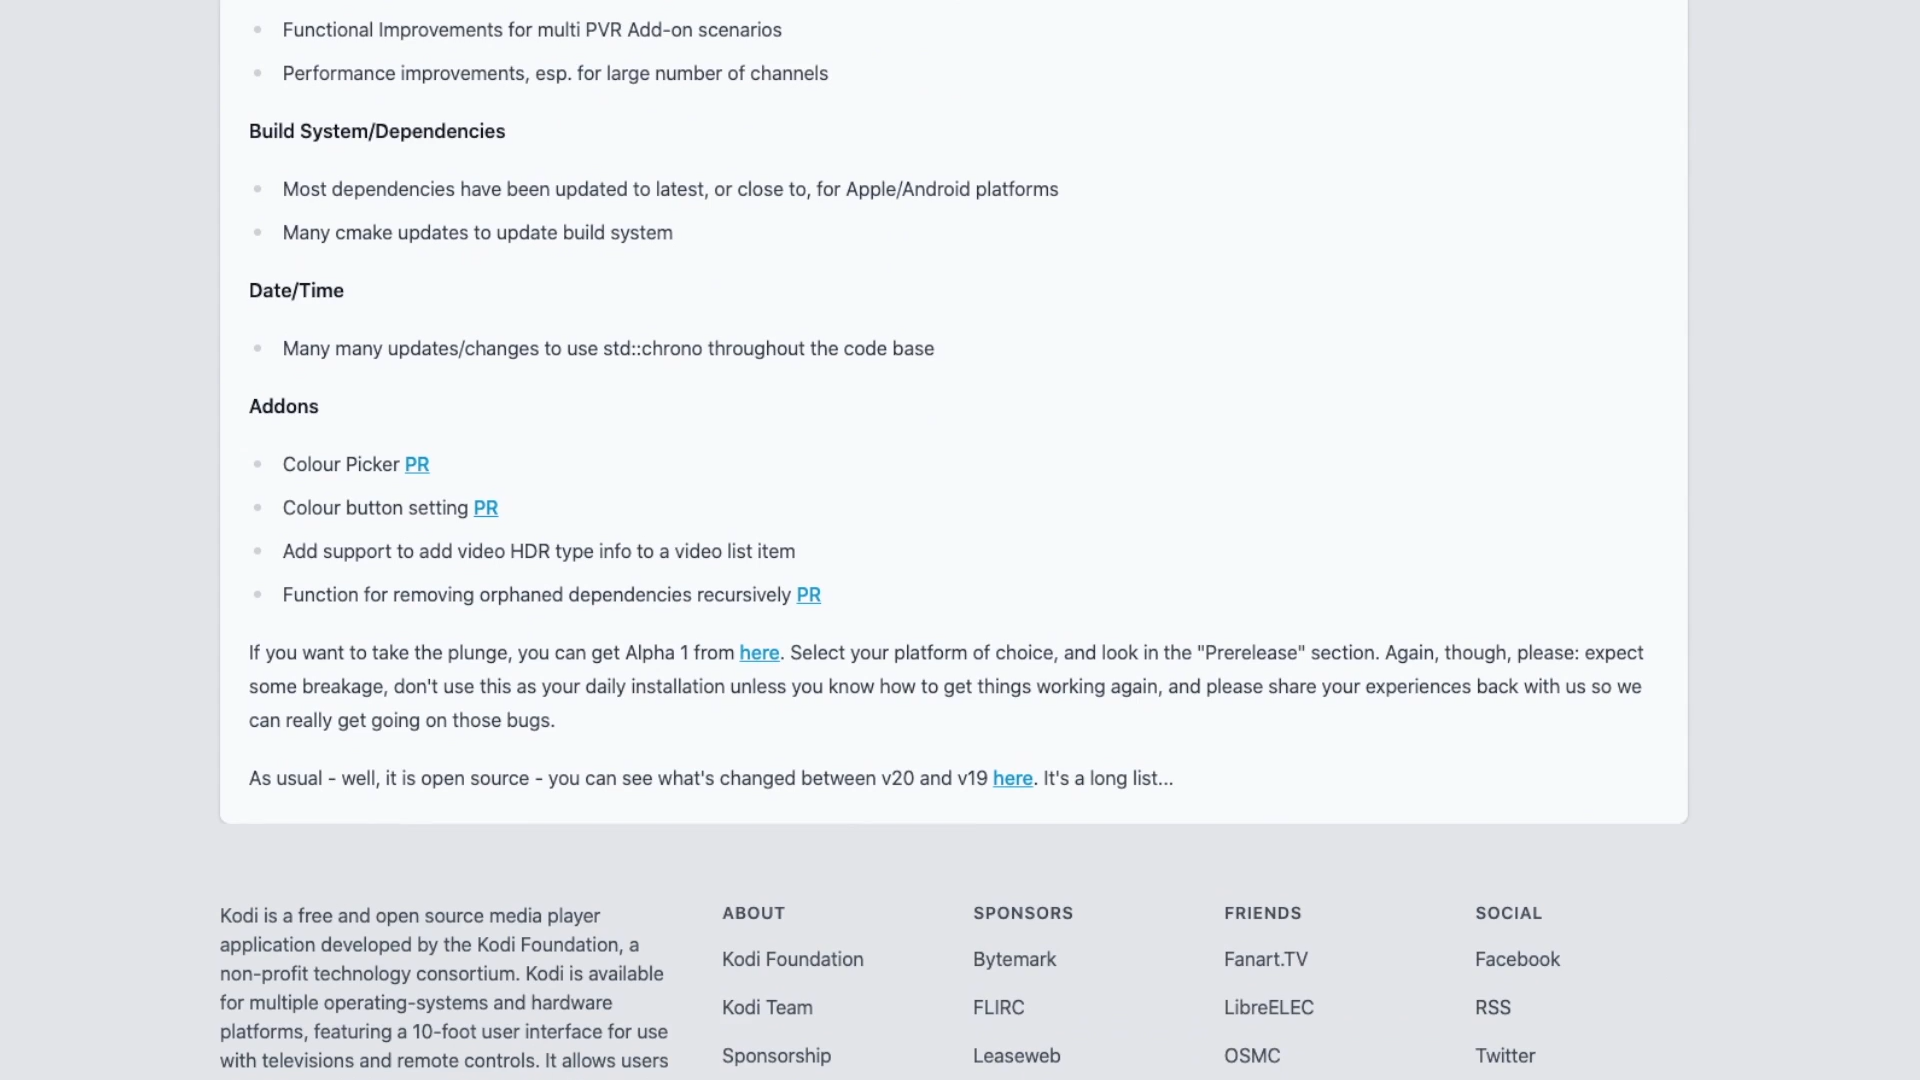 Functional Improvements for multi PVR Add-on scenarios
Performance improvements, esp. for large number of channels
Build System/Dependencies
Most dependencies have been updated to latest, or close to, for Apple/Android platforms
Many cmake updates to update build system
Date/Time
Many many updates/changes to use std::chrono throughout the code base
Addons
Colour Picker PR
Colour button setting PR
Add support to add video HDR type info to a video list item
Function for removing orphaned dependencies recursively PR
If you want to take the plunge, you can get Alpha 1 from here. Select your platform of choice, and look in the "Prerelease" section. Again, though, please: expect
some breakage, don't use this as your daily installation unless you know how to get things working again, and please share your experiences back with us so we
can really get going on those bugs.
As usual - well, it is open source - you can see what's changed between v20 and v19 here. It's a long list...
Kodi is a free and open source media player
application developed by the Kodi Foundation, a
non-profit technology consortium. Kodi is available
for multiple operating-systems and hardware
platforms, featuring a 10-foot user interface for use
with televisions and remote controls. It allows users
ABOUT
Kodi Foundation
Kodi Team
Sponsorship
SPONSORS
Bytemark
FLIRC
Leaseweb
FRIENDS
Fanart.TV
LibreELEC
OSMC
SOCIAL
Facebook
RSS
Twitter